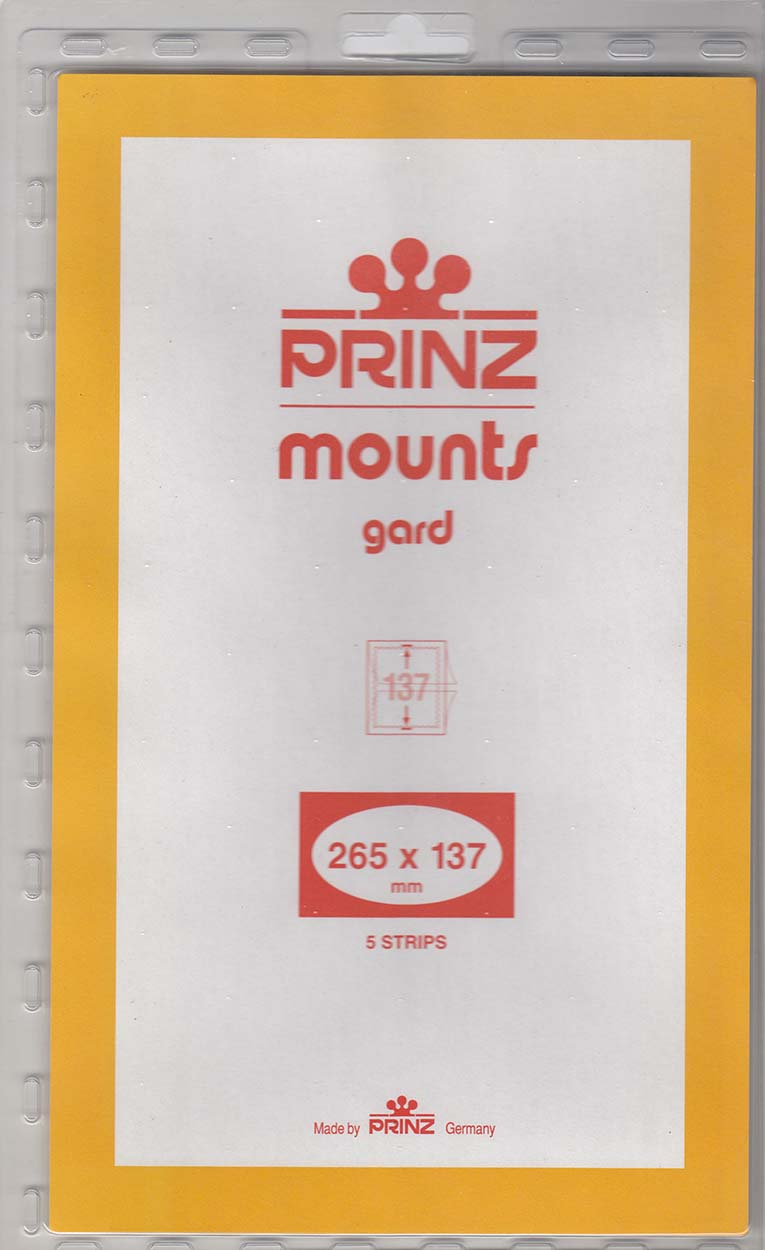 PRINZ
mounts
gard
137
265 x 137
mm
5 STRIPS
Made by PRINZ Germany